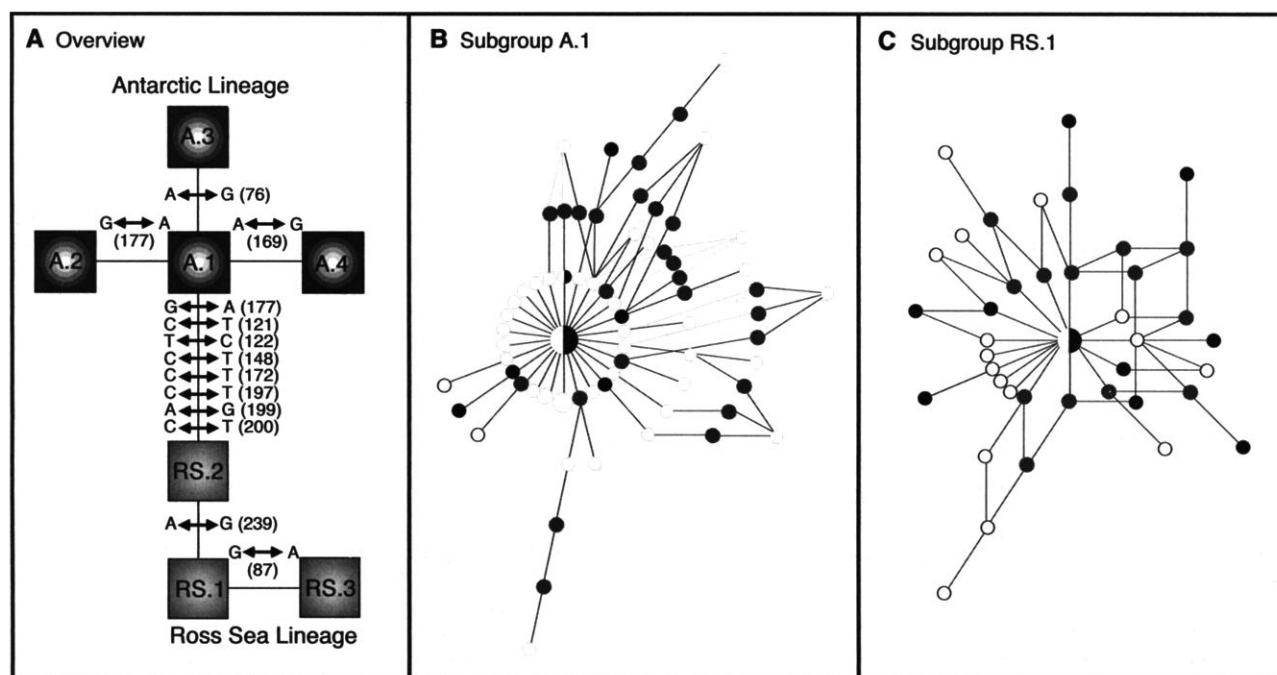 A Overview
Antarctic Lineage
A.3
A G (76)
G A
(177)
A G
(169)
A.2
A.1
A.4
G A (177)
C T (121)
T C (122)
C T (148)
C T (172)
C T (197)
A G (199)
C T (200)
RS.2
A G (239)
G A
(87)
RS.1
RS.3
Ross Sea Lineage
B Subgroup A.1
C Subgroup RS.1